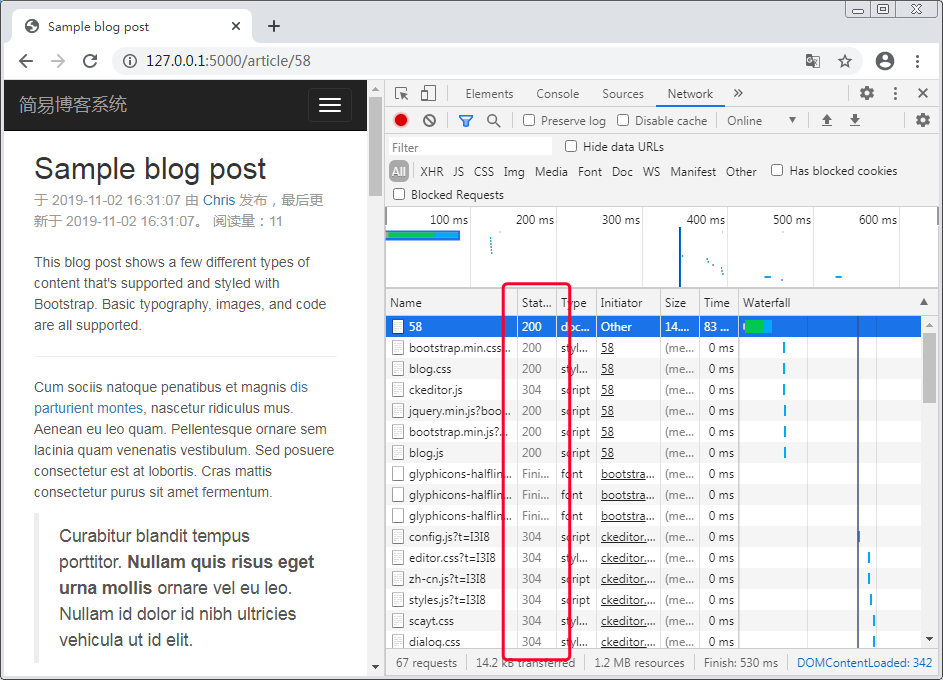 Sample blog post
127.0.0.1:5000/article/58
简易博客系统
Sample blog post
于 2019-11-02 16:31:07 由 Chris 发布，最后更
新于 2019-11-02 16:31:07。 阅读量：11
This blog post shows a few different types of
content that's supported and styled with
Bootstrap. Basic typography, images, and code
are all supported.
Cum sociis natoque penatibus et magnis dis
parturient montes, nascetur ridiculus mus.
Aenean eu leo quam. Pellentesque ornare sem
lacinia quam venenatis vestibulum. Sed posuere
consectetur est at lobortis. Cras mattis
consectetur purus sit amet fermentum.
Curabitur blandit tempus
porttitor. Nullam quis risus eget
urna mollis ornare vel eu leo.
Nullam id dolor id nibh ultricies
vehicula ut id elit.
Elements Console Sources Network »
Preserve log Disable cache Online
Filter Hide data URLs
All XHR JS CSS Img Media Font Doc WS Manifest Other Has blocked cookies
Blocked Requests
100 ms 200 ms 300 ms 400 ms 500 ms 600 ms
Name Stat... Type Initiator Size Time Waterfall
58 200 doc... Other 14.... 83 ...
bootstrap.min.css... 200 styl... 58 (me... 0 ms
blog.css 200 styl... 58 (me... 0 ms
ckeditor.js 304 script 58 (me... 0 ms
jquery.min.js?boo... 200 script 58 (me... 0 ms
bootstrap.min.js?... 200 script 58 (me... 0 ms
blog.js 200 script 58 (me... 0 ms
glyphicons-halflin... Fini... font bootstra... (me... 0 ms
glyphicons-halflin... Fini... font bootstra... (me... 0 ms
glyphicons-halflin... Fini... font bootstra... (me... 0 ms
config.js?t=I3I8 304 script ckeditor.... (me... 0 ms
editor.css?t=I3I8 304 styl... ckeditor.... (me... 0 ms
zh-cn.js?t=I3I8 304 script ckeditor.... (me... 0 ms
styles.js?t=I3I8 304 script ckeditor.... (me... 0 ms
scayt.css 304 styl... ckeditor.... (me... 0 ms
dialog.css 304 styl... ckeditor.... (me... 0 ms
67 requests 14.2 kB transferred 1.2 MB resources Finish: 530 ms DOMContentLoaded: 342